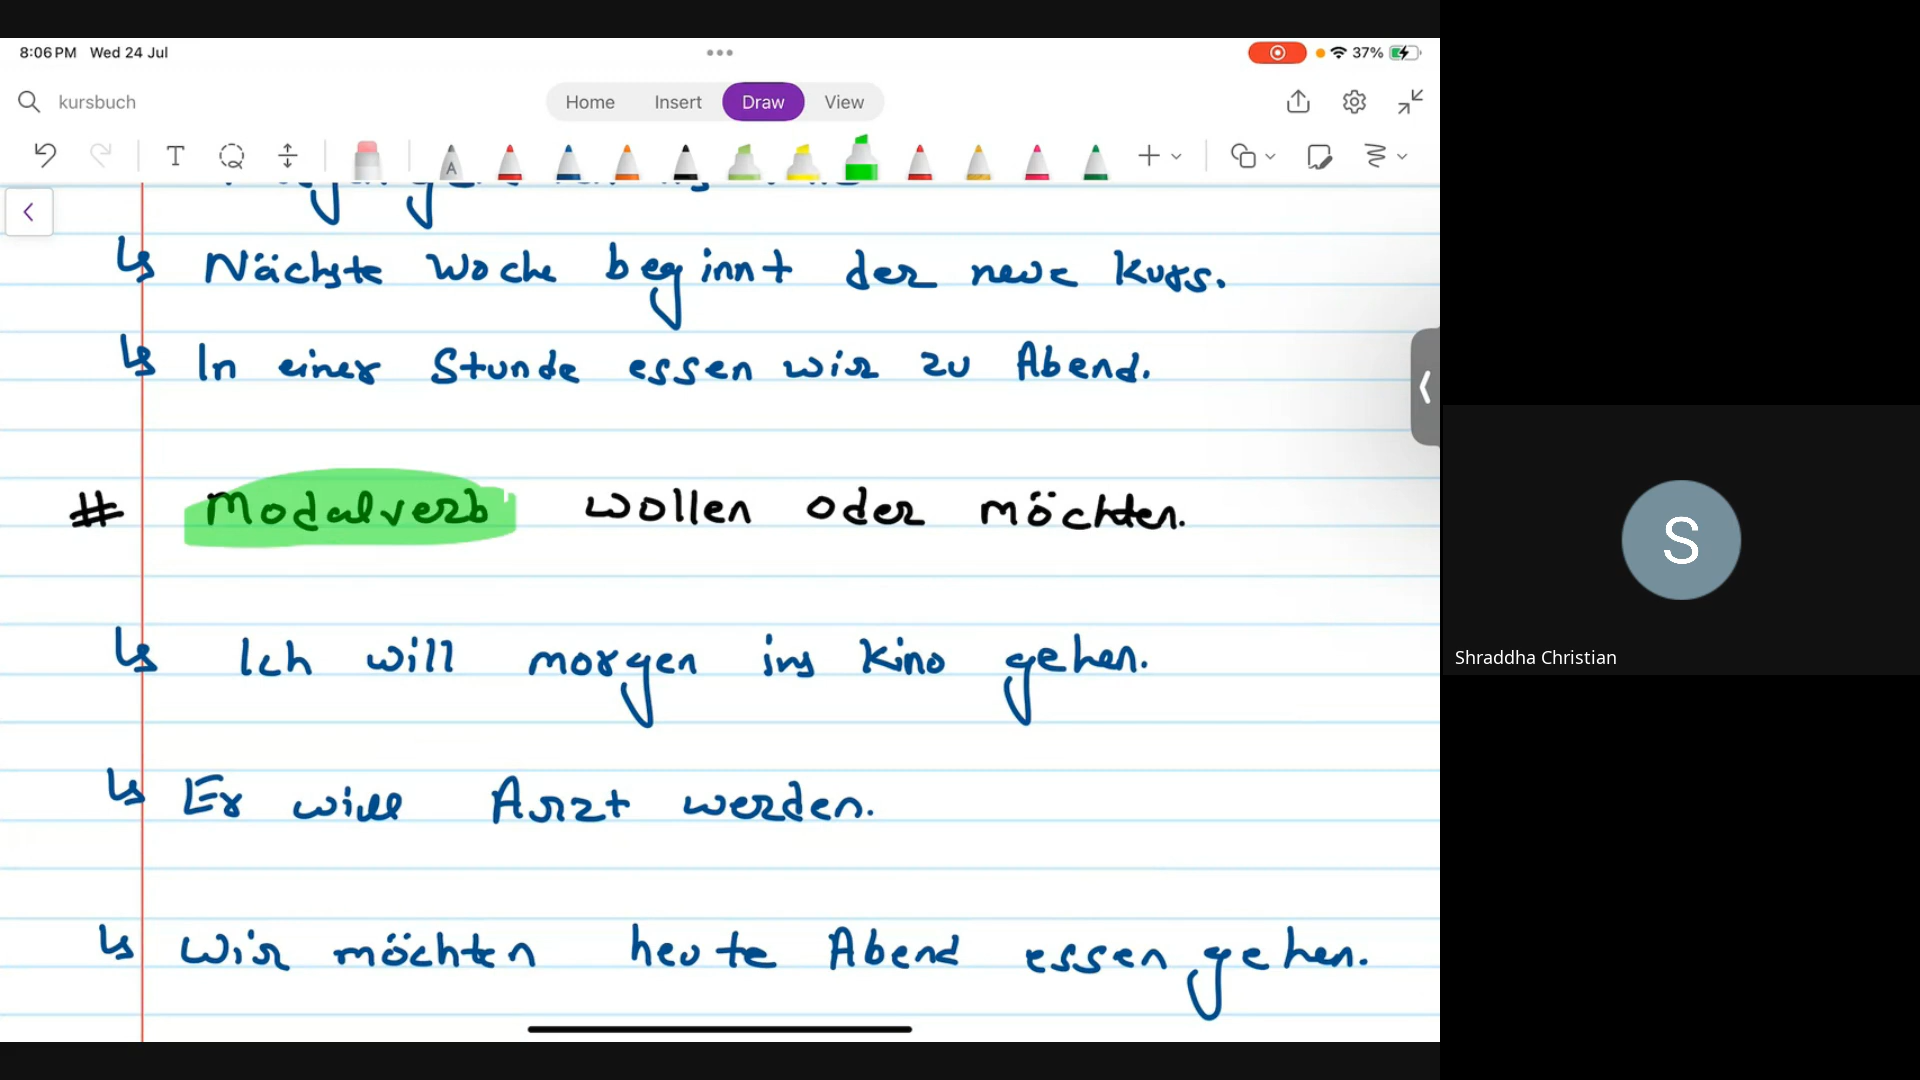 8:06 PM Wed 24 Jul 37%
kursbuch Home Insert Draw View
↳ Nächste Woche beginnt der neue Kurs.
↳ In einer Stunde essen wir zu Abend.
# Modalverb wollen oder möchten.
↳ Ich will morgen ins Kino gehen.
↳ Er will Arzt werden.
↳ Wir möchten heute Abend essen gehen.
S
Shraddha Christian